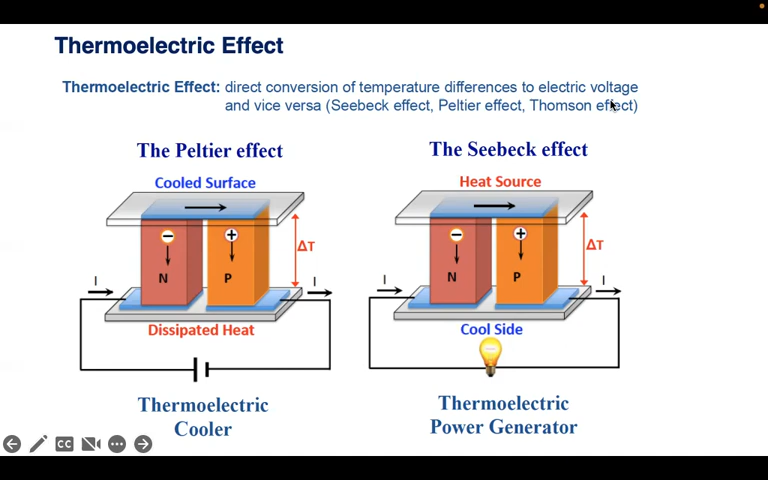 Thermoelectric Effect
Thermoelectric Effect: direct conversion of temperature differences to electric voltage
and vice versa (Seebeck effect, Peltier effect, Thomson effect)
The Peltier effect
Cooled Surface
−
+
N
P
ΔT
I
I
Dissipated Heat
Thermoelectric
Cooler
The Seebeck effect
Heat Source
−
+
N
P
ΔT
I
I
Cool Side
Thermoelectric
Power Generator
CC